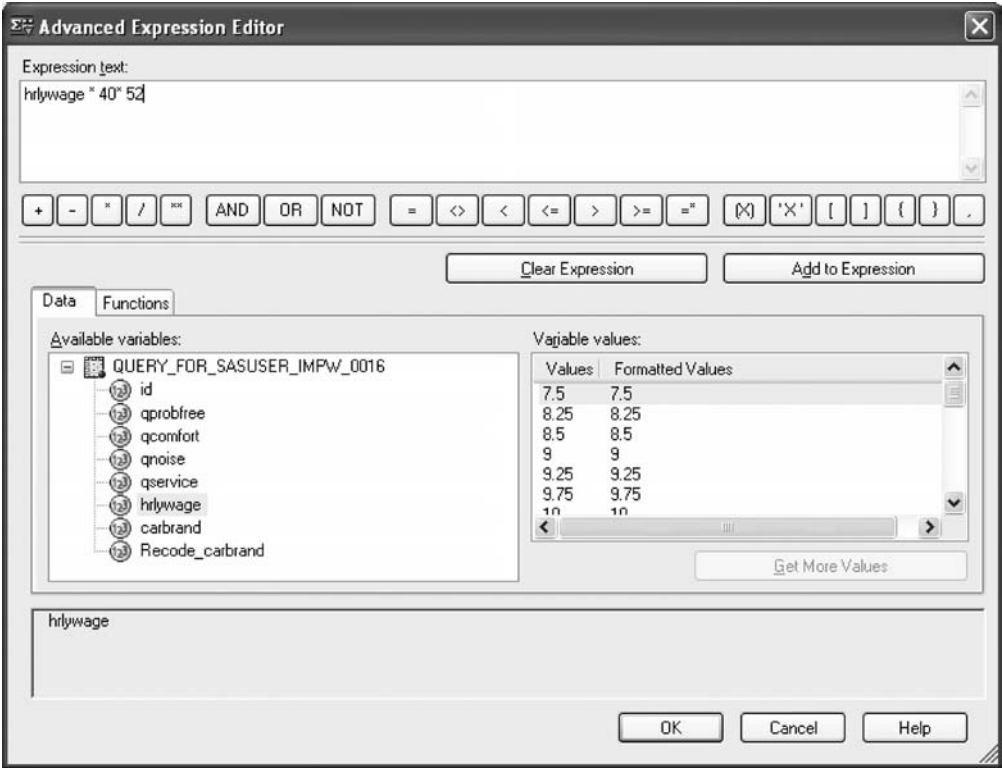 Advanced Expression Editor
Expression text:
hrlywage * 40* 52
+ - * / ** AND OR NOT = <> < <= > >= =* (X) 'X' [ ] { } ,
Clear Expression Add to Expression
Data Functions
Available variables:
QUERY_FOR_SASUSER_IMPW_0016
id
qprobfree
qcomfort
qnoise
qservice
hrlywage
carbrand
Recode_carbrand
Variable values:
Values Formatted Values
7.5 7.5
8.25 8.25
8.5 8.5
9 9
9.25 9.25
9.75 9.75
10 10
Get More Values
hrlywage
OK Cancel Help